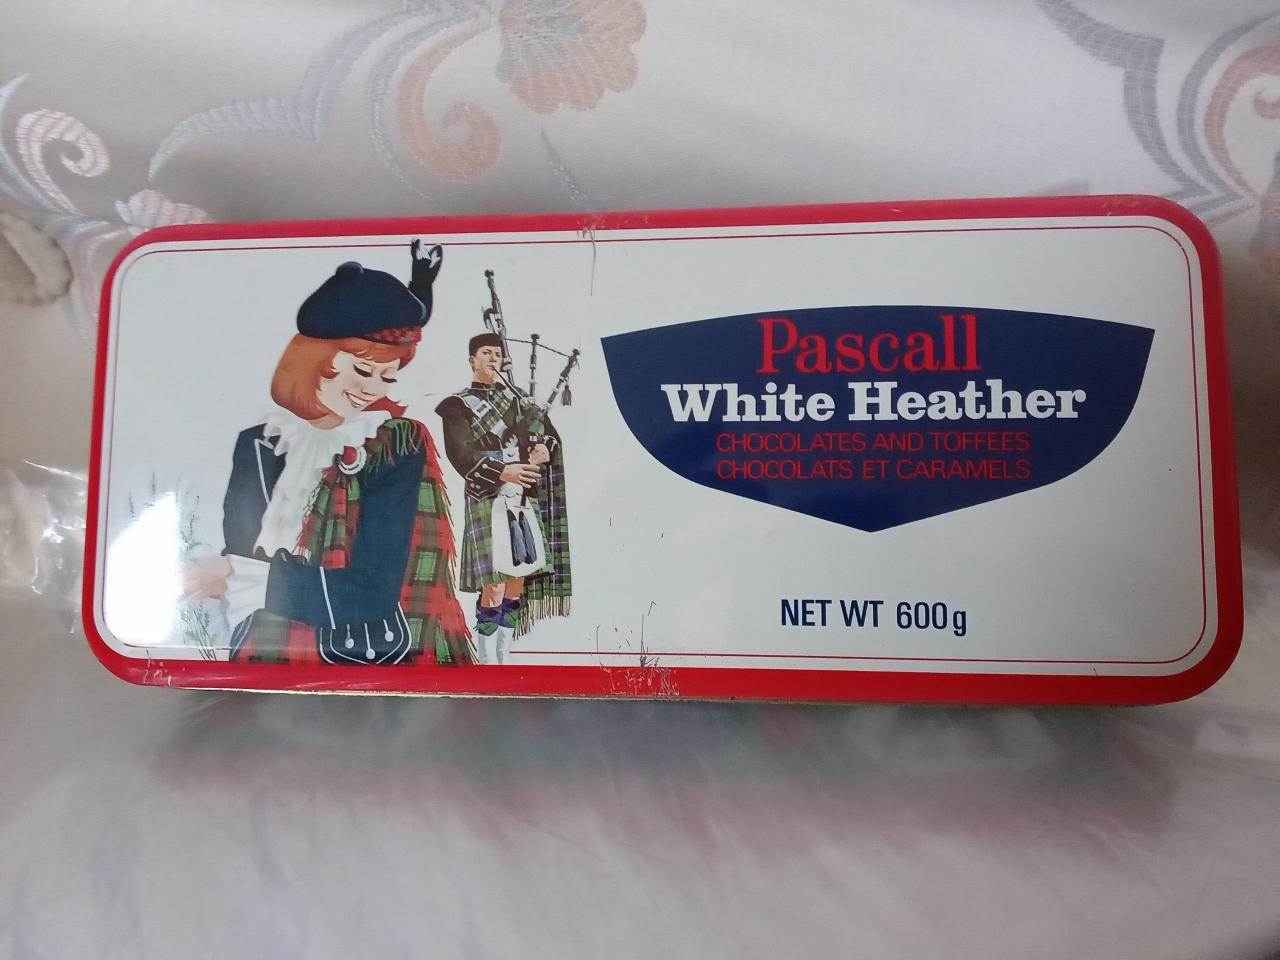 Pascall
White Heather
CHOCOLATES AND TOFFEES
CHOCOLATS ET CARAMELS
NET WT 600g